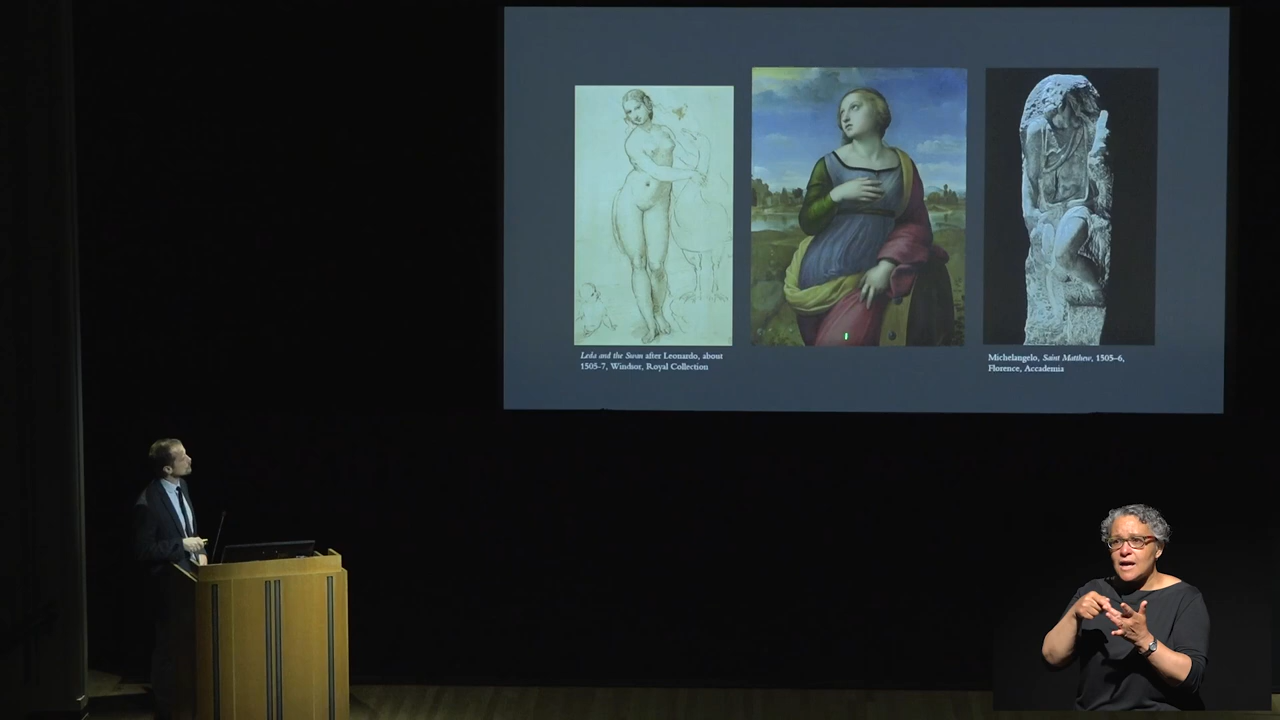 Leda and the Swan after Leonardo, about
1505-7, Windsor, Royal Collection
Michelangelo, Saint Matthew, 1505–6,
Florence, Accademia